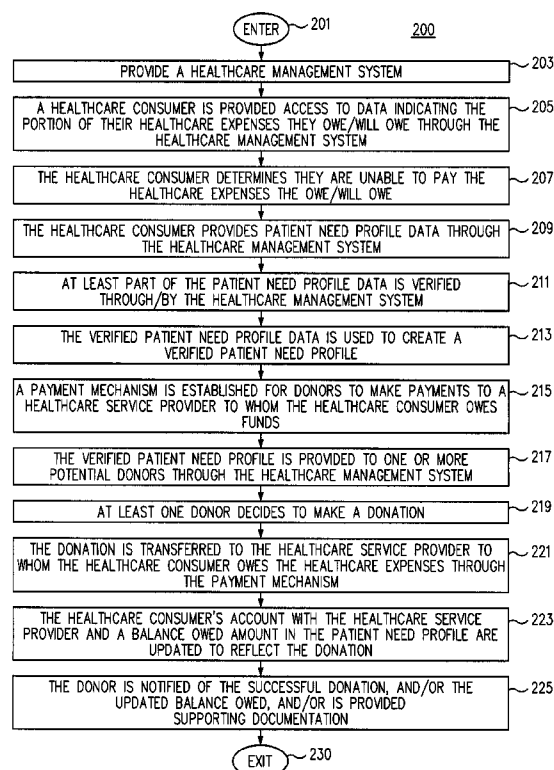 ENTER
201
200
PROVIDE A HEALTHCARE MANAGEMENT SYSTEM
203
A HEALTHCARE CONSUMER IS PROVIDED ACCESS TO DATA INDICATING THE
PORTION OF THEIR HEALTHCARE EXPENSES THEY OWE/WILL OWE THROUGH THE
HEALTHCARE MANAGEMENT SYSTEM
205
THE HEALTHCARE CONSUMER DETERMINES THEY ARE UNABLE TO PAY THE
HEALTHCARE EXPENSES THE OWE/WILL OWE
207
THE HEALTHCARE CONSUMER PROVIDES PATIENT NEED PROFILE DATA THROUGH
THE HEALTHCARE MANAGEMENT SYSTEM
209
AT LEAST PART OF THE PATIENT NEED PROFILE DATA IS VERIFIED
THROUGH/BY THE HEALTHCARE MANAGEMENT SYSTEM
211
THE VERIFIED PATIENT NEED PROFILE DATA IS USED TO CREATE A
VERIFIED PATIENT NEED PROFILE
213
A PAYMENT MECHANISM IS ESTABLISHED FOR DONORS TO MAKE PAYMENTS TO A
HEALTHCARE SERVICE PROVIDER TO WHOM THE HEALTHCARE CONSUMER OWES
FUNDS
215
THE VERIFIED PATIENT NEED PROFILE IS PROVIDED TO ONE OR MORE
POTENTIAL DONORS THROUGH THE HEALTHCARE MANAGEMENT SYSTEM
217
AT LEAST ONE DONOR DECIDES TO MAKE A DONATION
219
THE DONATION IS TRANSFERRED TO THE HEALTHCARE SERVICE PROVIDER TO
WHOM THE HEALTHCARE CONSUMER OWES THE HEALTHCARE EXPENSES THROUGH
THE PAYMENT MECHANISM
221
THE HEALTHCARE CONSUMER'S ACCOUNT WITH THE HEALTHCARE SERVICE
PROVIDER AND A BALANCE OWED AMOUNT IN THE PATIENT NEED PROFILE ARE
UPDATED TO REFLECT THE DONATION
223
THE DONOR IS NOTIFIED OF THE SUCCESSFUL DONATION, AND/OR THE
UPDATED BALANCE OWED, AND/OR IS PROVIDED
SUPPORTING DOCUMENTATION
225
EXIT
230